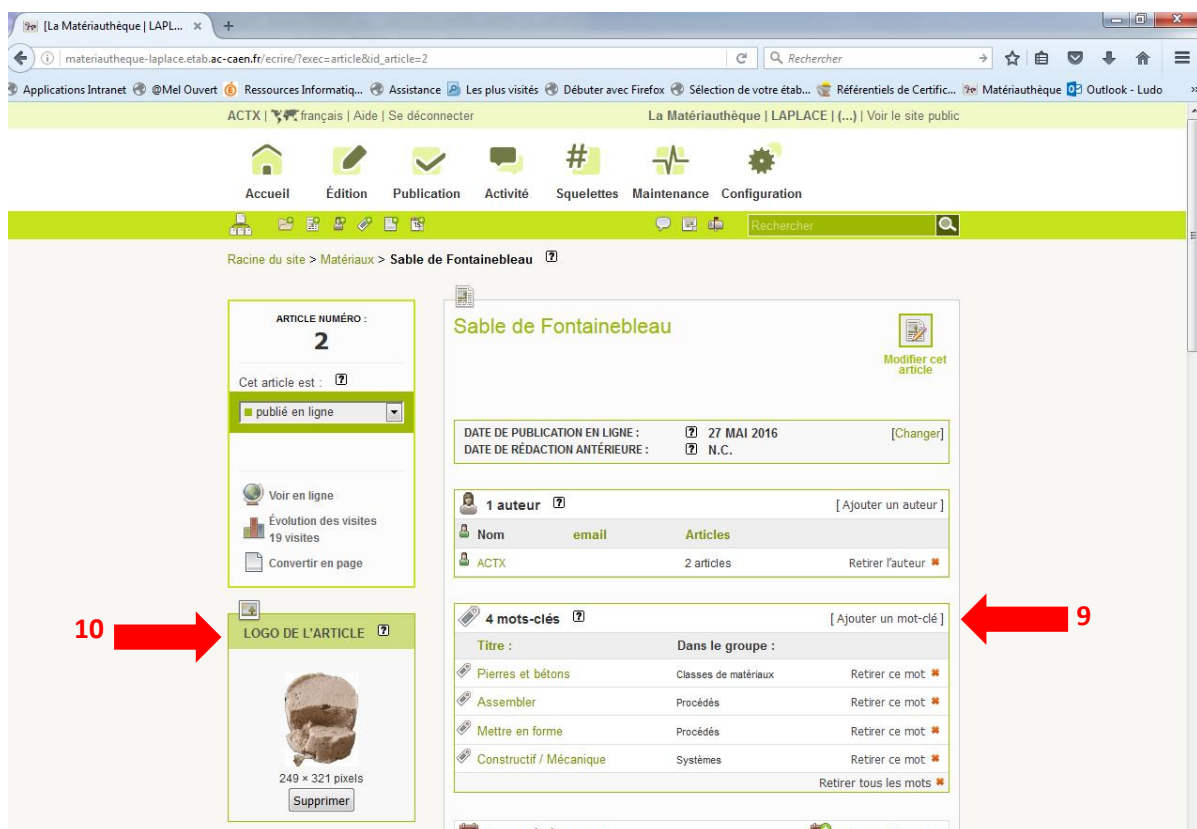 [La Matériauthèque | LAPL... × +
materiautheque-laplace.etab.ac-caen.fr/ecrire/?exec=article&id_article=2
Rechercher
Applications Intranet @Mel Ouvert Ressources Informatiq... Assistance Les plus visités Débuter avec Firefox Sélection de votre étab... Référentiels de Certific... Matériauthèque Outlook - Ludo »
ACTX | français | Aide | Se déconnecter La Matériauthèque | LAPLACE | (...) | Voir le site public
Accueil Édition Publication Activité Squelettes Maintenance Configuration
Rechercher
Racine du site > Matériaux > Sable de Fontainebleau ?
ARTICLE NUMÉRO :
2
Cet article est : ?
publié en ligne
Voir en ligne
Évolution des visites
19 visites
Convertir en page
10
LOGO DE L'ARTICLE ?
249 × 321 pixels
Supprimer
Sable de Fontainebleau
Modifier cet
article
DATE DE PUBLICATION EN LIGNE : ? 27 MAI 2016 [Changer]
DATE DE RÉDACTION ANTÉRIEURE : ? N.C.
1 auteur ? [ Ajouter un auteur ]
Nom email Articles
ACTX 2 articles Retirer l'auteur
4 mots-clés ? [ Ajouter un mot-clé ]
9
Titre : Dans le groupe :
Pierres et bétons Classes de matériaux Retirer ce mot
Assembler Procédés Retirer ce mot
Mettre en forme Procédés Retirer ce mot
Constructif / Mécanique Systèmes Retirer ce mot
Retirer tous les mots